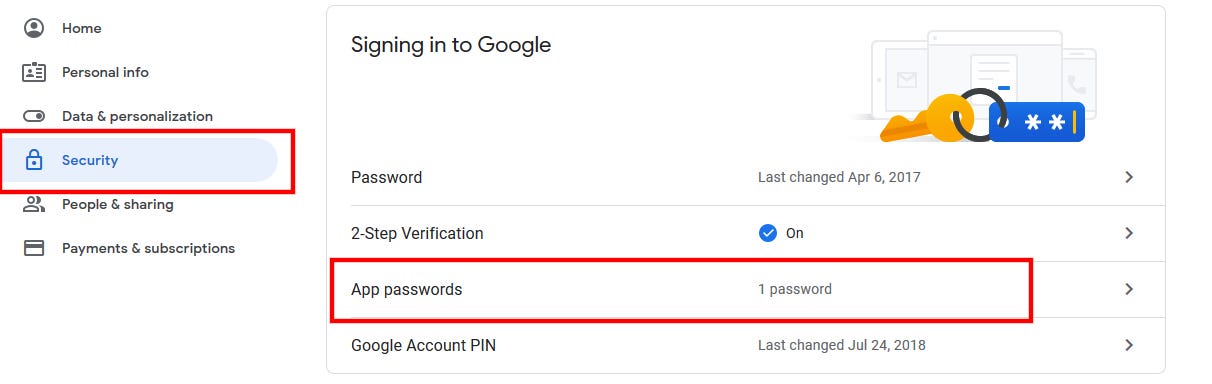 Home
Personal info
Data & personalization
Security
People & sharing
Payments & subscriptions
Signing in to Google
**
Password Last changed Apr 6, 2017
2-Step Verification On
App passwords 1 password
Google Account PIN Last changed Jul 24, 2018